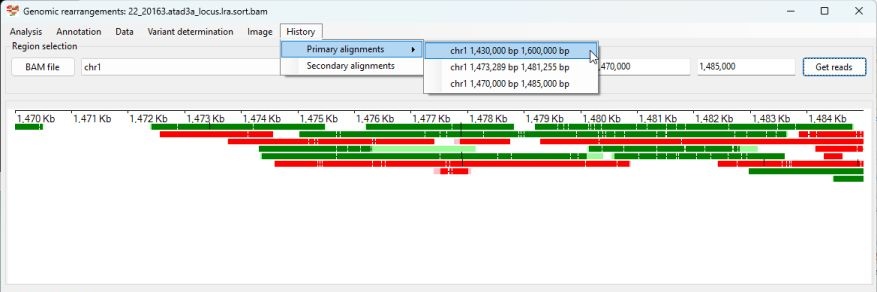 Genomic rearrangements: 22_20163.atad3a_locus.lra.sort.bam
Analysis Annotation Data Variant determination Image History
Region selection
Primary alignments
Secondary alignments
chr1 1,430,000 bp 1,600,000 bp
chr1 1,473,289 bp 1,481,255 bp
chr1 1,470,000 bp 1,485,000 bp
BAM file chr1 ,470,000 1,485,000 Get reads
1,470 Kb 1,471 Kb 1,472 Kb 1,473 Kb 1,474 Kb 1,475 Kb 1,476 Kb 1,477 Kb 1,478 Kb 1,479 Kb 1,480 Kb 1,481 Kb 1,482 Kb 1,483 Kb 1,484 Kb